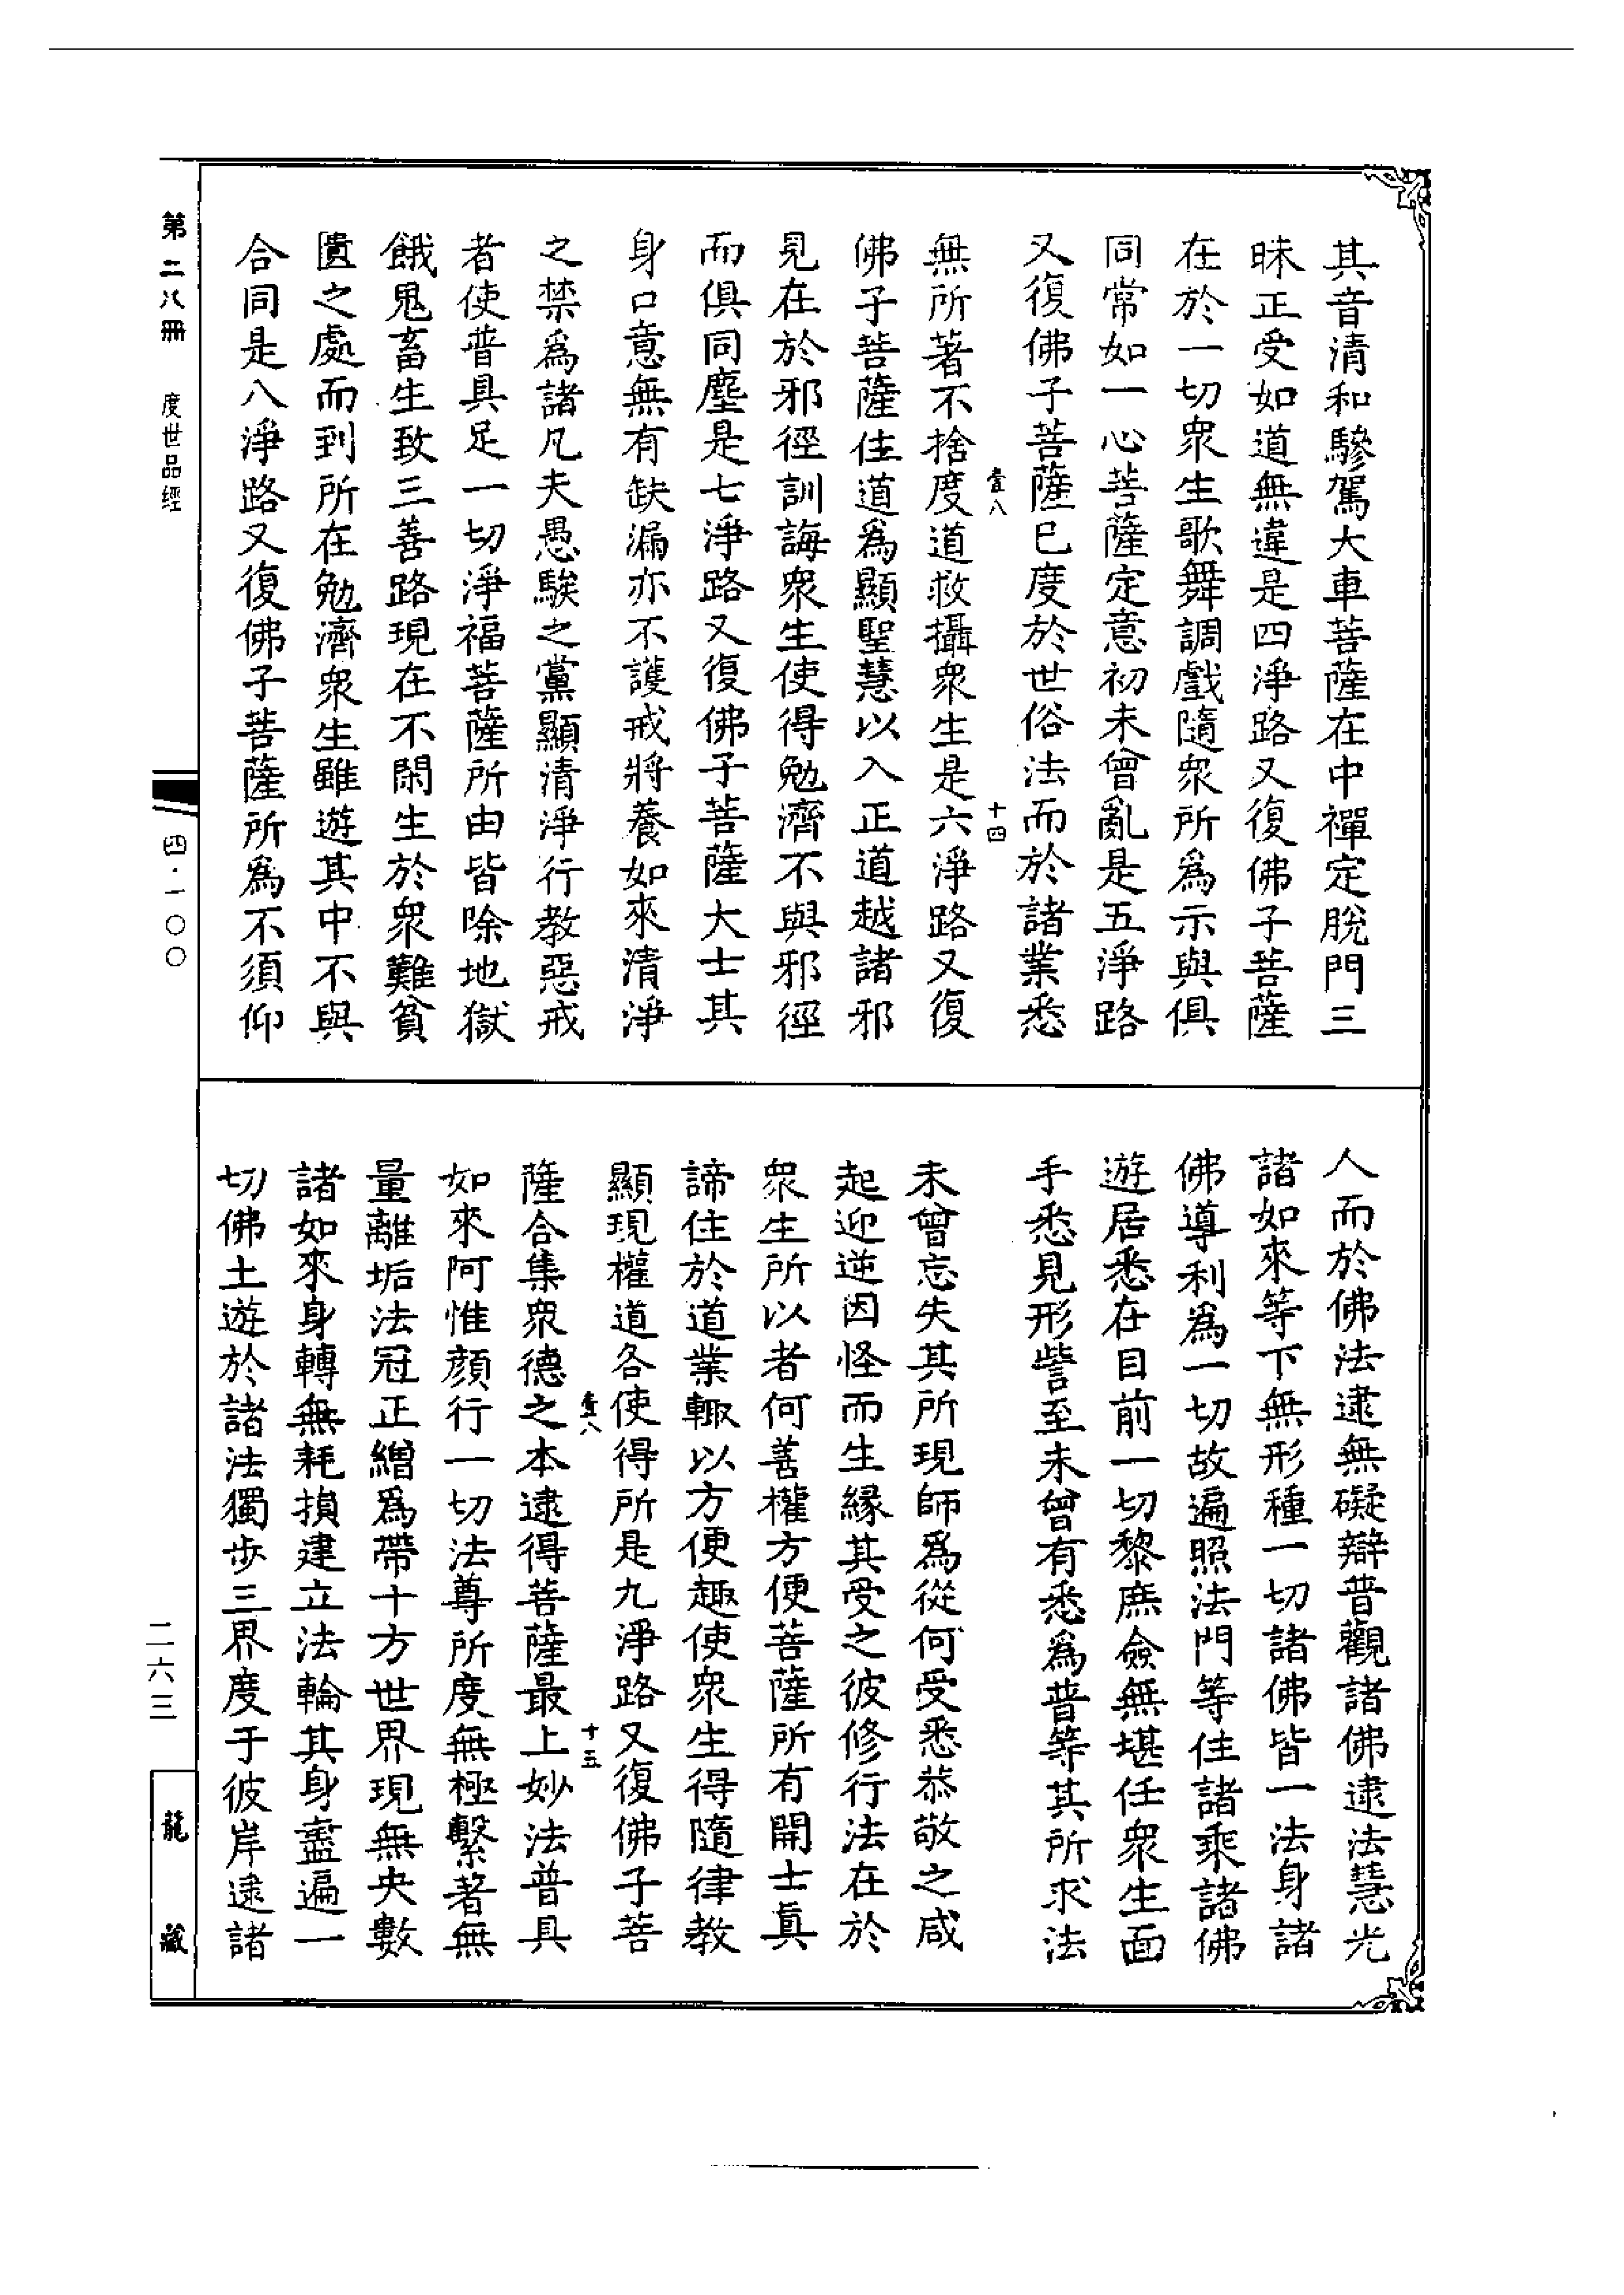 其音清和驂駕大車菩薩在中禪定脫門三
昧正受如道無違是四淨路又復佛子菩薩
在於一切衆生歌舞調戲隨衆所爲示與俱
同常如一心菩薩定意初未曾亂是五淨路
又復佛子菩薩已度於世俗法而於諸業悉
壹八
十四
無所著不捨度道救攝衆生是六淨路又復
佛子菩薩住道爲顯聖慧以入正道越諸邪
見在於邪徑訓誨衆生使得勉濟不與邪徑
而俱同塵是七淨路又復佛子菩薩大士其
身口意無有缺漏亦不護戒將養如來清淨
之禁爲諸凡夫愚騃之黨顯清淨行教惡戒
者使普具足一切淨福菩薩所由皆除地獄
餓鬼畜生致三善路現在不閑生於衆難貧
匱之處而到所在勉濟衆生雖遊其中不與
合同是八淨路又復佛子菩薩所爲不須仰
人而於佛法逮無礙辯普觀諸佛逮法慧光
諸如來等下無形種一切諸佛皆一法身諸
佛導利爲一切故遍照法門等住諸乘諸佛
遊居悉在目前一切黎庶僉無堪任衆生面
手悉見形訾至未曾有悉爲普等其所求法
未曾忘失其所現師爲從何受悉恭敬之咸
起迎逆因怪而生緣其受之彼修行法在於
衆生所以者何善權方便菩薩所有開士眞
諦住於道業輙以方便趣使衆生得隨律教
顯現權道各使得所是九淨路又復佛子菩
壹八
十五
薩合集衆德之本逮得菩薩最上妙法普具
如來阿惟顔行一切法尊所度無極繫著無
量離垢法冠正繒爲帶十方世界現無央數
諸如來身轉無耗損建立法輪其身盡遍一
切佛土遊於諸法獨步三界度于彼岸逮諸
第二八冊
度世品經
四·一〇〇
二六三
龍藏